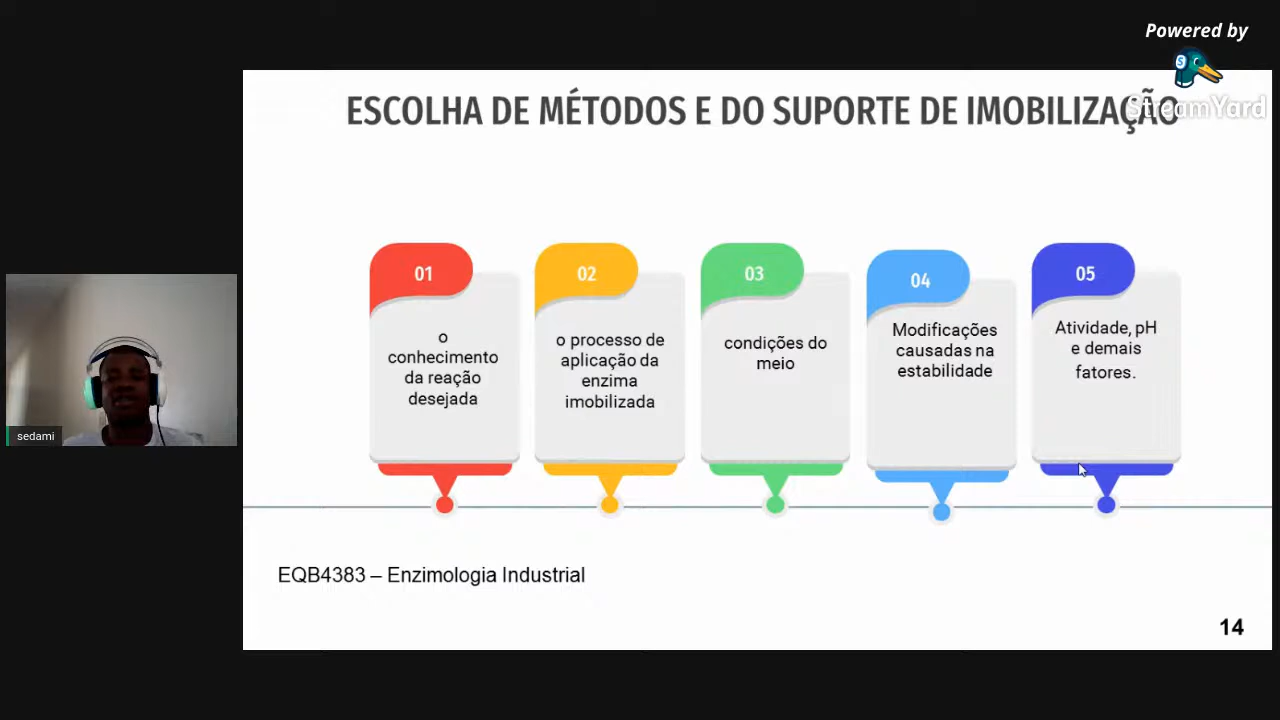 Powered by
StreamYard
ESCOLHA DE MÉTODOS E DO SUPORTE DE IMOBILIZAÇÃO
01
o
conhecimento
da reação
desejada
02
o processo de
aplicação da
enzima
imobilizada
03
condições do
meio
04
Modificações
causadas na
estabilidade
05
Atividade, pH
e demais
fatores.
sedami
EQB4383 – Enzimologia Industrial
14